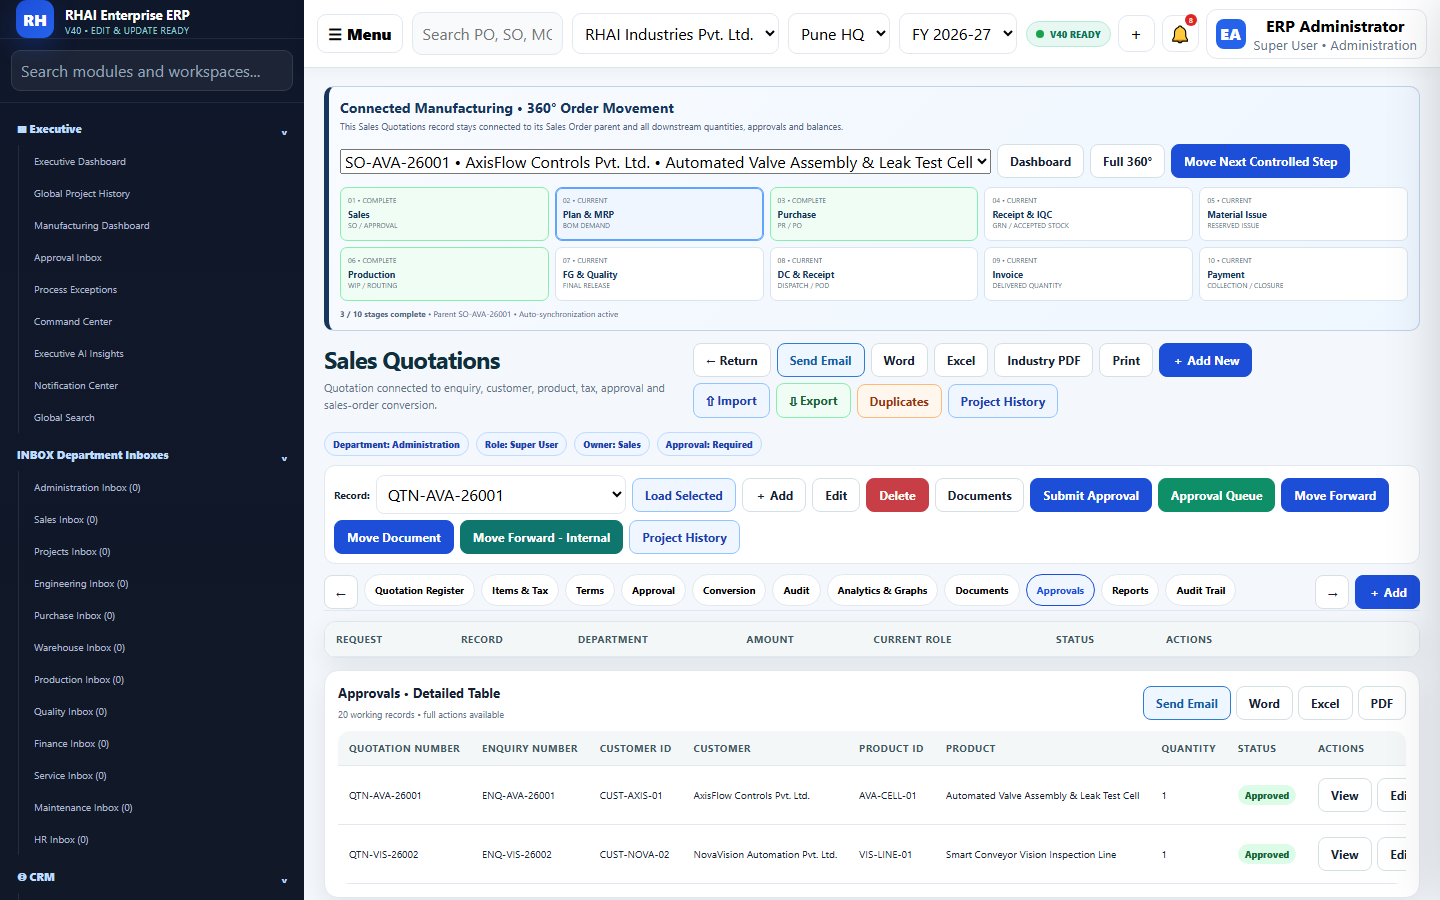 RH
RHAI Enterprise ERP
V40 • EDIT & UPDATE READY
Search modules and workspaces...
Executive
Executive Dashboard
Global Project History
Manufacturing Dashboard
Approval Inbox
Process Exceptions
Command Center
Executive AI Insights
Notification Center
Global Search
INBOX Department Inboxes
Administration Inbox (0)
Sales Inbox (0)
Projects Inbox (0)
Engineering Inbox (0)
Purchase Inbox (0)
Warehouse Inbox (0)
Production Inbox (0)
Quality Inbox (0)
Finance Inbox (0)
Service Inbox (0)
Maintenance Inbox (0)
HR Inbox (0)
CRM
☰ Menu
Search PO, SO, MC
RHAI Industries Pvt. Ltd.
Pune HQ
FY 2026-27
V40 READY
+
8
EA
ERP Administrator
Super User • Administration
Connected Manufacturing • 360° Order Movement
This Sales Quotations record stays connected to its Sales Order parent and all downstream quantities, approvals and balances.
SO-AVA-26001 • AxisFlow Controls Pvt. Ltd. • Automated Valve Assembly & Leak Test Cell
Dashboard
Full 360°
Move Next Controlled Step
01 • COMPLETE
Sales
SO / APPROVAL
02 • CURRENT
Plan & MRP
BOM DEMAND
03 • COMPLETE
Purchase
PR / PO
04 • CURRENT
Receipt & IQC
GRN / ACCEPTED STOCK
05 • CURRENT
Material Issue
RESERVED ISSUE
06 • COMPLETE
Production
WIP / ROUTING
07 • CURRENT
FG & Quality
FINAL RELEASE
08 • CURRENT
DC & Receipt
DISPATCH / POD
09 • CURRENT
Invoice
DELIVERED QUANTITY
10 • CURRENT
Payment
COLLECTION / CLOSURE
3 / 10 stages complete • Parent SO-AVA-26001 • Auto-synchronization active
Sales Quotations
Quotation connected to enquiry, customer, product, tax, approval and
sales-order conversion.
← Return
Send Email
Word
Excel
Industry PDF
Print
+ Add New
⇧ Import
⇩ Export
Duplicates
Project History
Department: Administration
Role: Super User
Owner: Sales
Approval: Required
Record:
QTN-AVA-26001
Load Selected
+ Add
Edit
Delete
Documents
Submit Approval
Approval Queue
Move Forward
Move Document
Move Forward - Internal
Project History
←
Quotation Register
Items & Tax
Terms
Approval
Conversion
Audit
Analytics & Graphs
Documents
Approvals
Reports
Audit Trail
→
+ Add
REQUEST RECORD DEPARTMENT AMOUNT CURRENT ROLE STATUS ACTIONS
Approvals • Detailed Table
20 working records • full actions available
Send Email
Word
Excel
PDF
QUOTATION NUMBER ENQUIRY NUMBER CUSTOMER ID CUSTOMER PRODUCT ID PRODUCT QUANTITY STATUS ACTIONS
QTN-AVA-26001 ENQ-AVA-26001 CUST-AXIS-01 AxisFlow Controls Pvt. Ltd. AVA-CELL-01 Automated Valve Assembly & Leak Test Cell 1 Approved View Edi
QTN-VIS-26002 ENQ-VIS-26002 CUST-NOVA-02 NovaVision Automation Pvt. Ltd. VIS-LINE-01 Smart Conveyor Vision Inspection Line 1 Approved View Edi